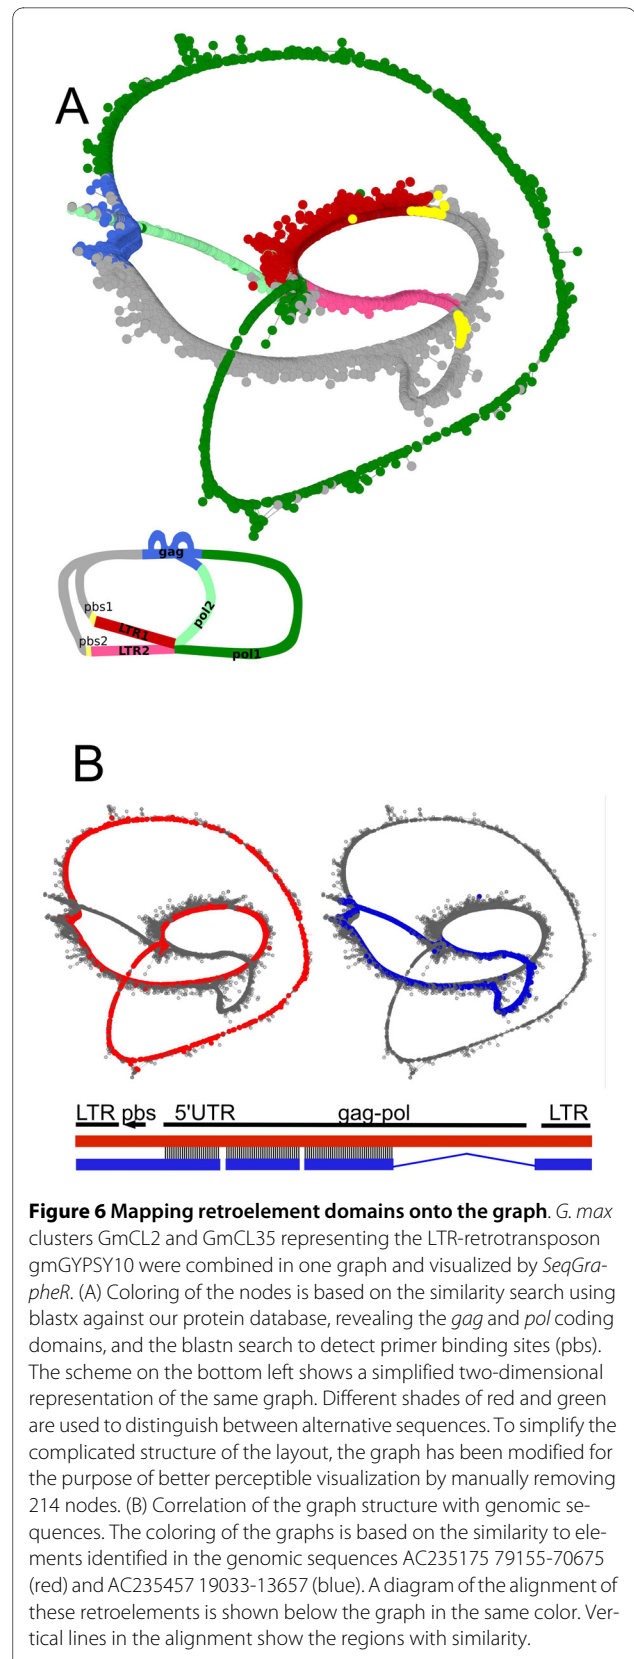 A
gag
pbs1
LTR1
pol2
pbs2
LTR2
pol1
B
LTR pbs 5'UTR gag-pol LTR
Figure 6 Mapping retroelement domains onto the graph. G. max
clusters GmCL2 and GmCL35 representing the LTR-retrotransposon
gmGYPSY10 were combined in one graph and visualized by SeqGra-
pheR. (A) Coloring of the nodes is based on the similarity search using
blastx against our protein database, revealing the gag and pol coding
domains, and the blastn search to detect primer binding sites (pbs).
The scheme on the bottom left shows a simplified two-dimensional
representation of the same graph. Different shades of red and green
are used to distinguish between alternative sequences. To simplify the
complicated structure of the layout, the graph has been modified for
the purpose of better perceptible visualization by manually removing
214 nodes. (B) Correlation of the graph structure with genomic se-
quences. The coloring of the graphs is based on the similarity to ele-
ments identified in the genomic sequences AC235175 79155-70675
(red) and AC235457 19033-13657 (blue). A diagram of the alignment of
these retroelements is shown below the graph in the same color. Ver-
tical lines in the alignment show the regions with similarity.